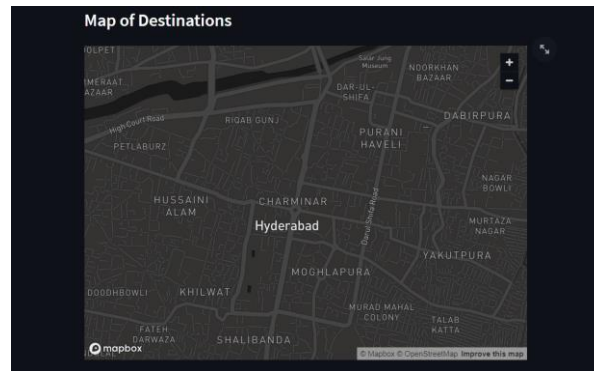 Map of Destinations
OLPET
Salar Jung
Museum
NOORKHAN
BAZAAR
+
−
MERAAT
AZAAR
DAR-UL-
SHIFA
DABIRPURA
High Court Road
RIQAB GUNJ
PURANI
HAVELI
PETLABURZ
NAGAR
BOWLI
HUSSAINI
ALAM
CHARMINAR
Darul Shifa Road
MURTAZA
NAGAR
Hyderabad
YAKUTPURA
MOGHLAPURA
DOODHBOWLI
KHILWAT
MURAD MAHAL
COLONY
TALAB
KATTA
FATEH
DARWAZA
SHALIBANDA
mapbox
© Mapbox © OpenStreetMap Improve this map